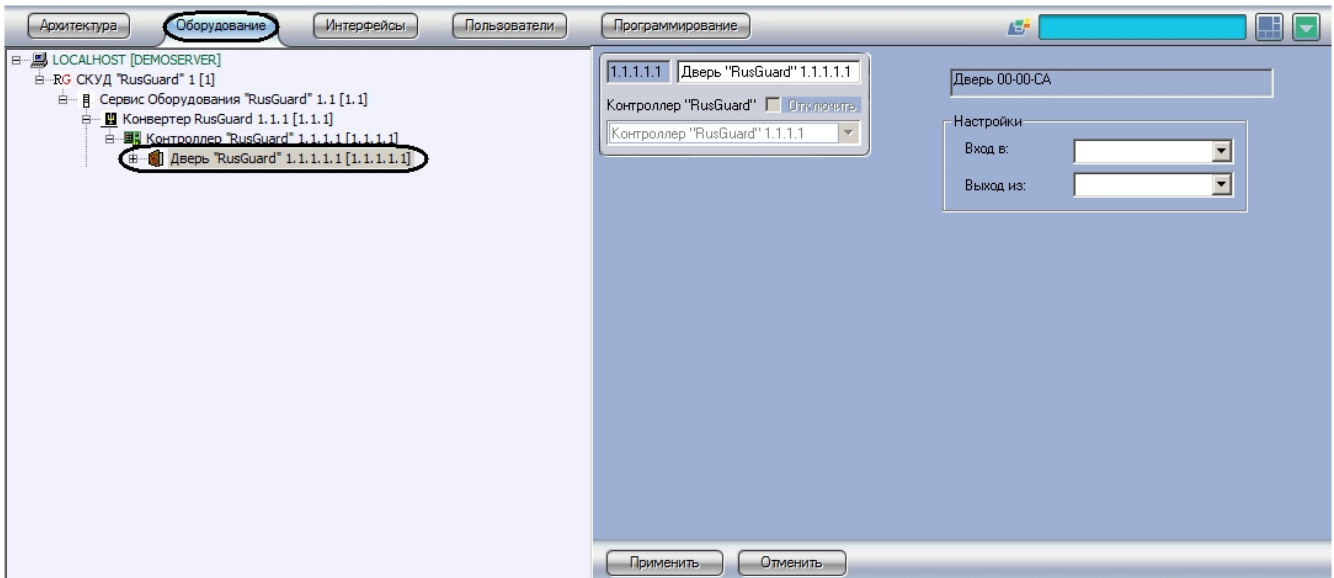 Архитектура Оборудование Интерфейсы Пользователи Программирование
LOCALHOST [DEMOSERVER]
RG СКУД "RusGuard" 1 [1]
Сервис Оборудования "RusGuard" 1.1 [1.1]
Конвертер RusGuard 1.1.1 [1.1.1]
Контроллер "RusGuard" 1.1.1.1 [1.1.1.1]
Дверь "RusGuard" 1.1.1.1.1 [1.1.1.1.1]
1.1.1.1.1 Дверь "RusGuard" 1.1.1.1.1
Контроллер "RusGuard" Отключить
Контроллер "RusGuard" 1.1.1.1
Дверь 00-00-CA
Настройки
Вход в:
Выход из:
Применить Отменить